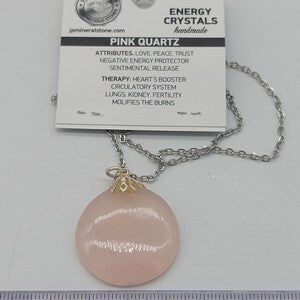 ENERGY
CRYSTALS
handmade
jpmineralstone.com
PINK QUARTZ
ATTRIBUTES: LOVE, PEACE, TRUST
NEGATIVE ENERGY PROTECTOR
SENTIMENTAL RELEASE
THERAPY: HEART'S BOOSTER
CIRCULATORY SYSTEM
LUNGS, KIDNEY, FERTILITY
MOLIFIES THE BURNS